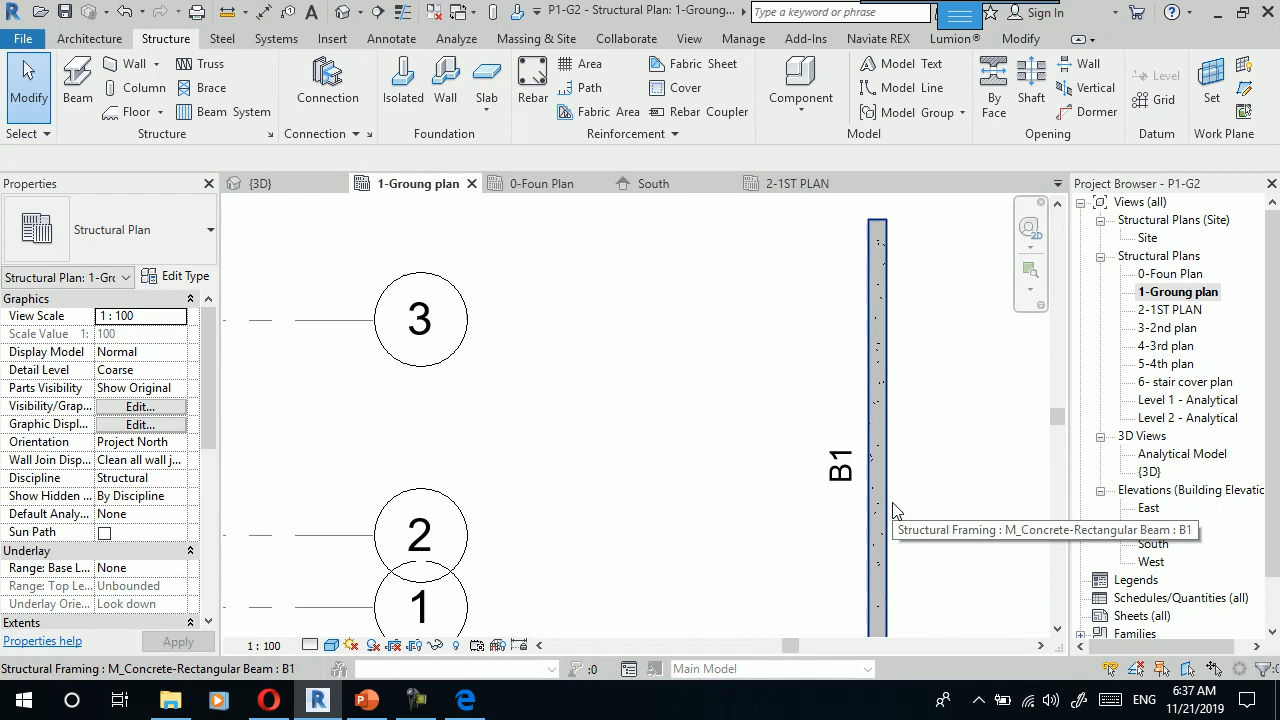 P1-G2 - Structural Plan: 1-Groung...
Type a keyword or phrase
Sign In
File Architecture Structure Steel Systems Insert Annotate Analyze Massing & Site Collaborate View Manage Add-Ins Naviate REX Lumion® Modify
Modify
Beam
Wall
Column
Floor
Truss
Brace
Beam System
Connection
Isolated
Wall
Slab
Rebar
Area
Path
Fabric Area
Fabric Sheet
Cover
Rebar Coupler
Component
Model Text
Model Line
Model Group
By Face
Shaft
Wall
Vertical
Dormer
Level
Grid
Set
Select
Structure
Connection
Foundation
Reinforcement
Model
Opening
Datum
Work Plane
Properties
Structural Plan
Structural Plan: 1-Gro
Edit Type
Graphics
View Scale 1 : 100
Scale Value 1: 100
Display Model Normal
Detail Level Coarse
Parts Visibility Show Original
Visibility/Grap... Edit...
Graphic Displ... Edit...
Orientation Project North
Wall Join Disp... Clean all wall j...
Discipline Structural
Show Hidden By Discipline
Default Analy... None
Sun Path
Underlay
Range: Base L... None
Range: Top Le Unbounded
Underlay Orie... Look down
Extents
Properties help
Apply
{3D}
1-Groung plan
0-Foun Plan
South
2-1ST PLAN
3
2
1
B1
2D
Structural Framing : M_Concrete-Rectangular Beam : B1
1 : 100
Project Browser - P1-G2
Views (all)
Structural Plans (Site)
Site
Structural Plans
0-Foun Plan
1-Groung plan
2-1ST PLAN
3-2nd plan
4-3rd plan
5-4th plan
6- stair cover plan
Level 1 - Analytical
Level 2 - Analytical
3D Views
Analytical Model
{3D}
Elevations (Building Elevatio
East
South
West
Legends
Schedules/Quantities (all)
Sheets (all)
Families
Structural Framing : M_Concrete-Rectangular Beam : B1
:0
Main Model
:0
ENG
6:37 AM
11/21/2019